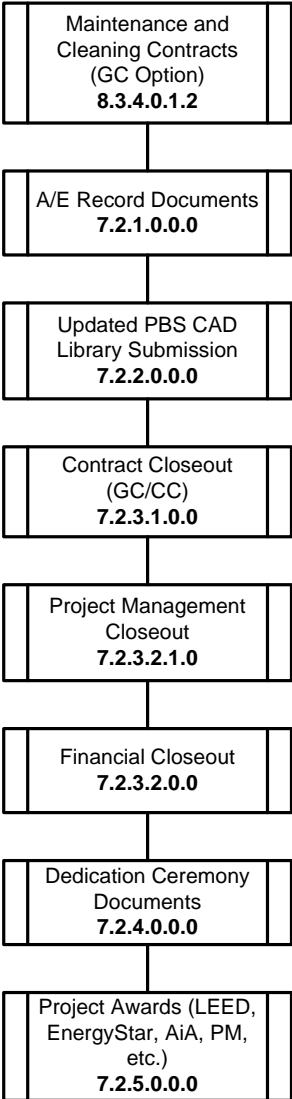 Maintenance and
Cleaning Contracts
(GC Option)
8.3.4.0.1.2
A/E Record Documents
7.2.1.0.0.0
Updated PBS CAD
Library Submission
7.2.2.0.0.0
Contract Closeout
(GC/CC)
7.2.3.1.0.0
Project Management
Closeout
7.2.3.2.1.0
Financial Closeout
7.2.3.2.0.0
Dedication Ceremony
Documents
7.2.4.0.0.0
Project Awards (LEED,
EnergyStar, AiA, PM,
etc.)
7.2.5.0.0.0